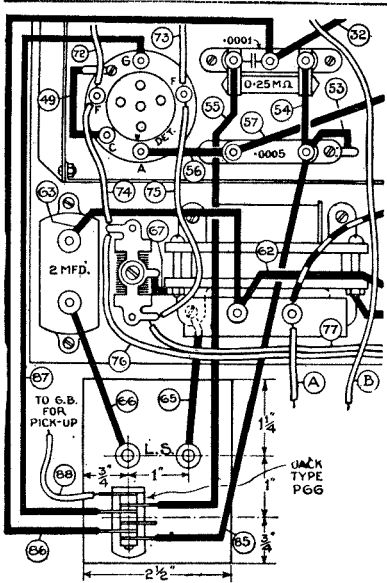 72
73
·0001
32
G
0·25 MΩ
49
F
F
55
54
53
C
DET.
57
·0005
A
56
63
74
75
67
62
2 MFD.
77
76
A
B
87
66
65
TO G.B.
FOR
PICK-UP
L.S.
1¼"
¾"
1"
88
JACK
TYPE
P66
1"
86
85
¾"
2½"